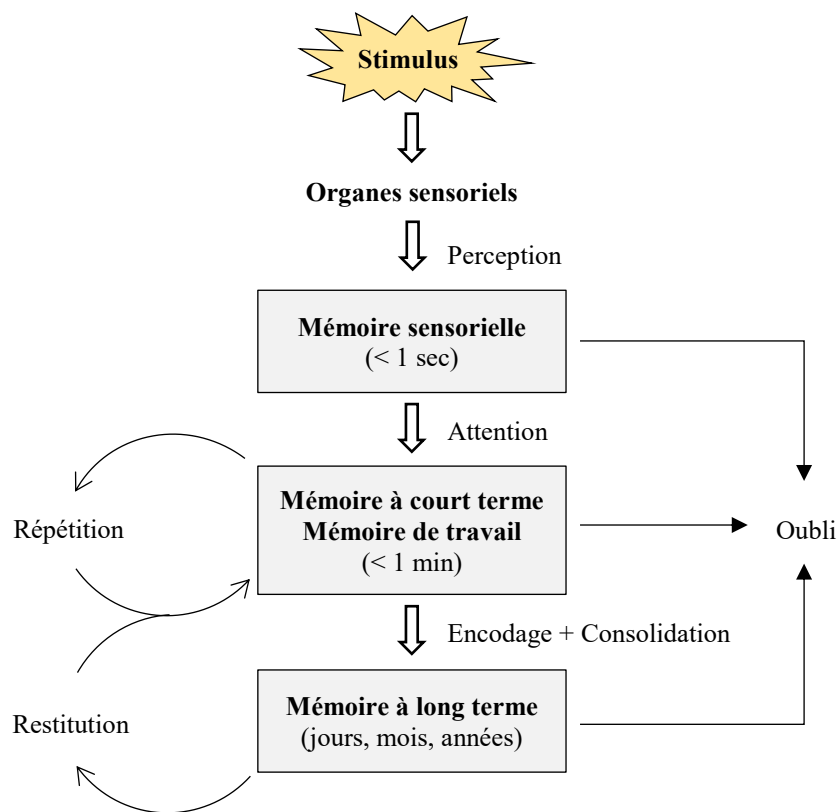 Stimulus
Organes sensoriels
Perception
Mémoire sensorielle
(< 1 sec)
Attention
Mémoire à court terme
Mémoire de travail
(< 1 min)
Répétition
Oubli
Encodage + Consolidation
Mémoire à long terme
(jours, mois, années)
Restitution